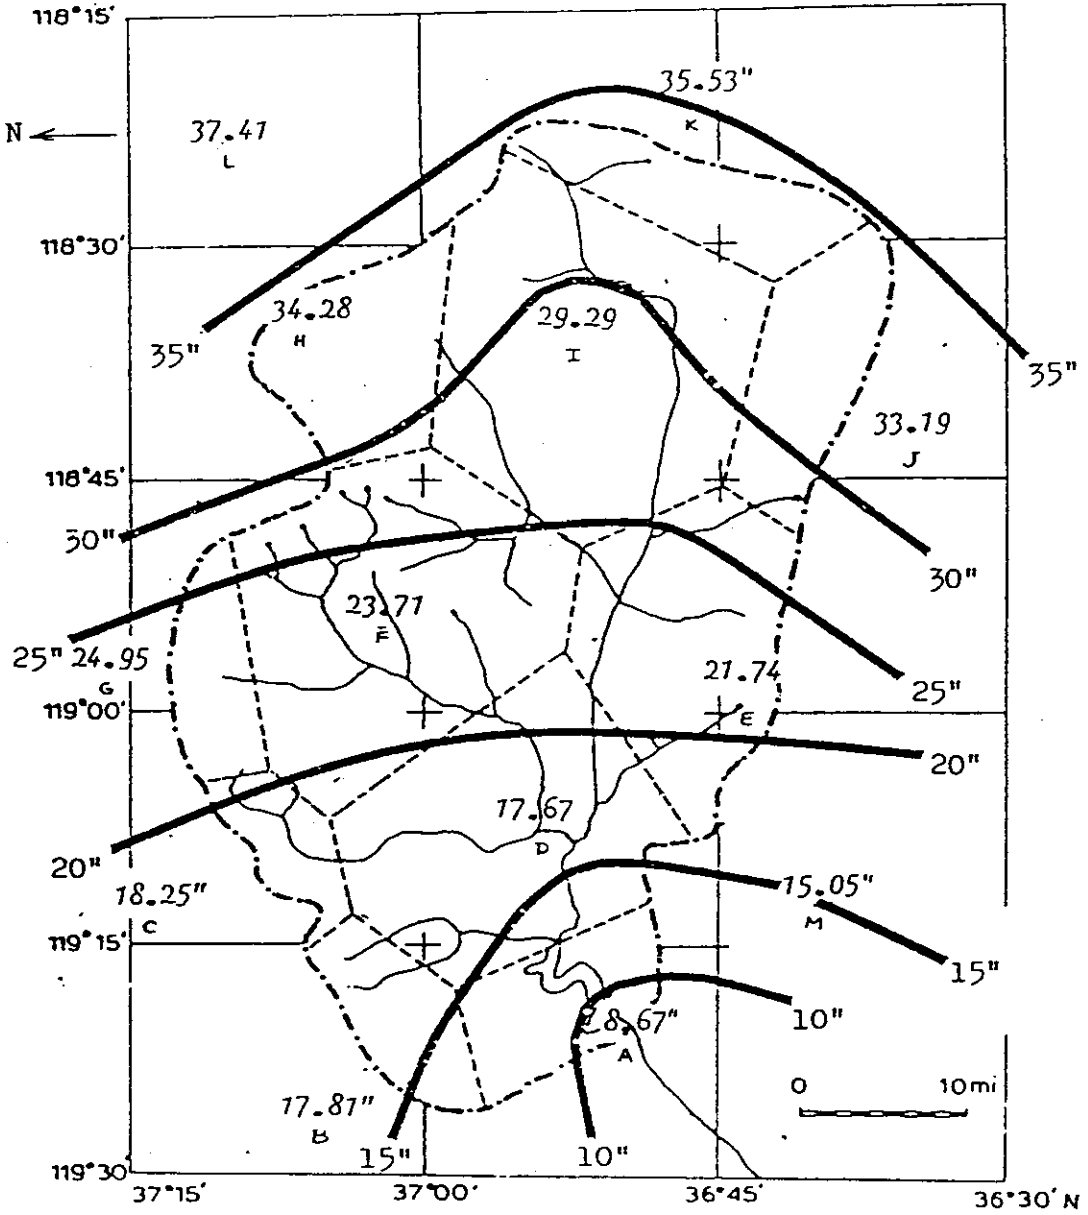 118°15'
35.53"
K
N
37.41
L
118°30'
34.28
H
29.29
I
35"
35"
33.19
J
118°45'
30"
30"
23.71
F
25"
24.95
G
21.74
E
25"
119°00'
20"
17.67
D
20"
18.25"
C
15.05"
M
119°15'
15"
8.67"
A
10"
0 10 mi
17.81"
B
15"
10"
119°30'
37°15' 37°00' 36°45' 36°30' N